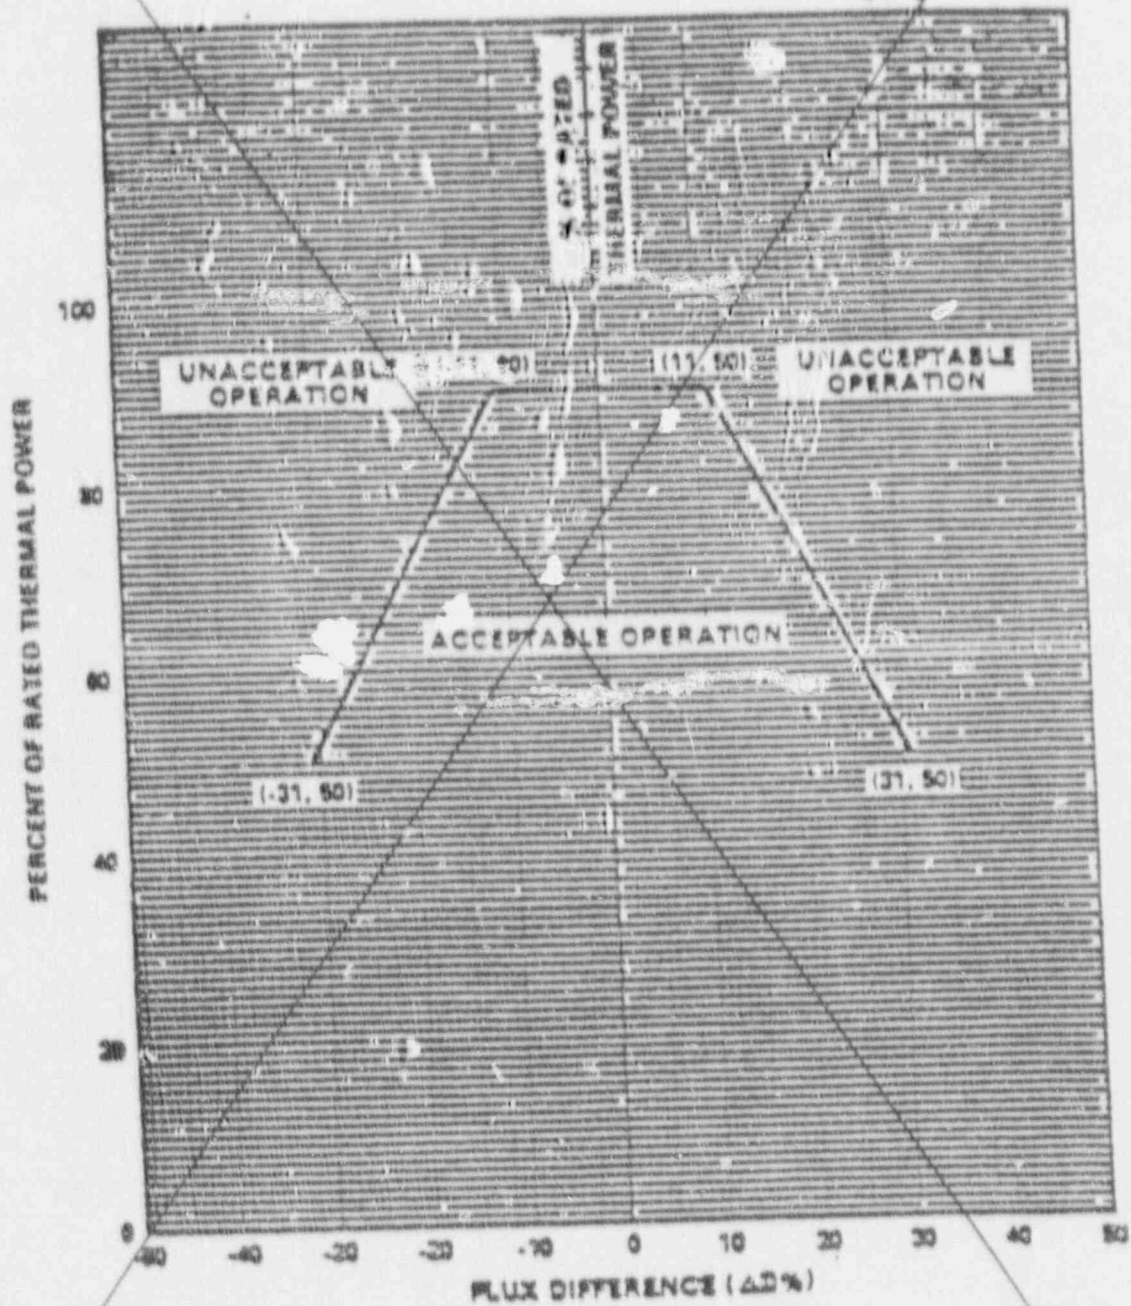 % OF RATED
THERMAL POWER
100
UNACCEPTABLE
OPERATION
90)
(11, 90)
UNACCEPTABLE
OPERATION
80
ACCEPTABLE OPERATION
60
(-31, 50)
(31, 50)
40
20
0
PERCENT OF RATED THERMAL POWER
-50 -40 -30 -20 -10 0 10 20 30 40 50
FLUX DIFFERENCE (